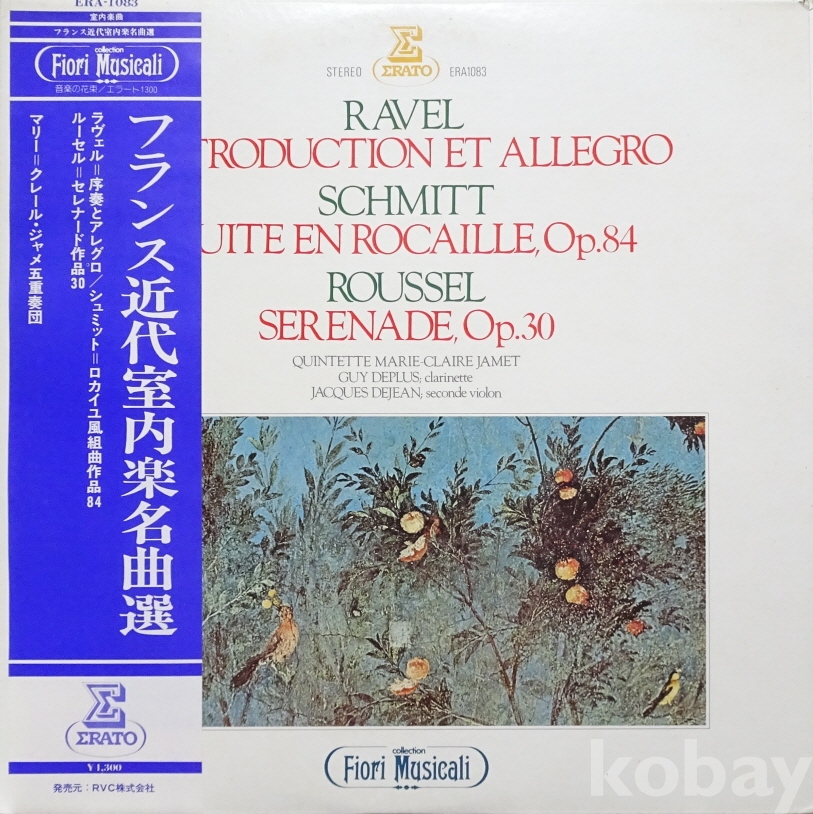 ERA-1083
室内楽曲
フランス近代室内楽名曲選
collection
Fiori Musicali
音楽の花束／エラート1300
フランス近代室内楽名曲選
ラヴェル＝序奏とアレグロ／シュミット＝ロカイユ風組曲作品84
ルーセル＝セレナード作品30
マリー＝クレール・ジャメ五重奏団
ERATO
¥1,300
発売元：RVC株式会社
STEREO ERATO ERA1083
RAVEL
TRODUCTION ET ALLEGRO
SCHMITT
UITE EN ROCAILLE, Op.84
ROUSSEL
SERENADE, Op.30
QUINTETTE MARIE-CLAIRE JAMET
GUY DEPLUS; clarinette
JACQUES DEJEAN; seconde violon
collection
Fiori Musicali
kobay